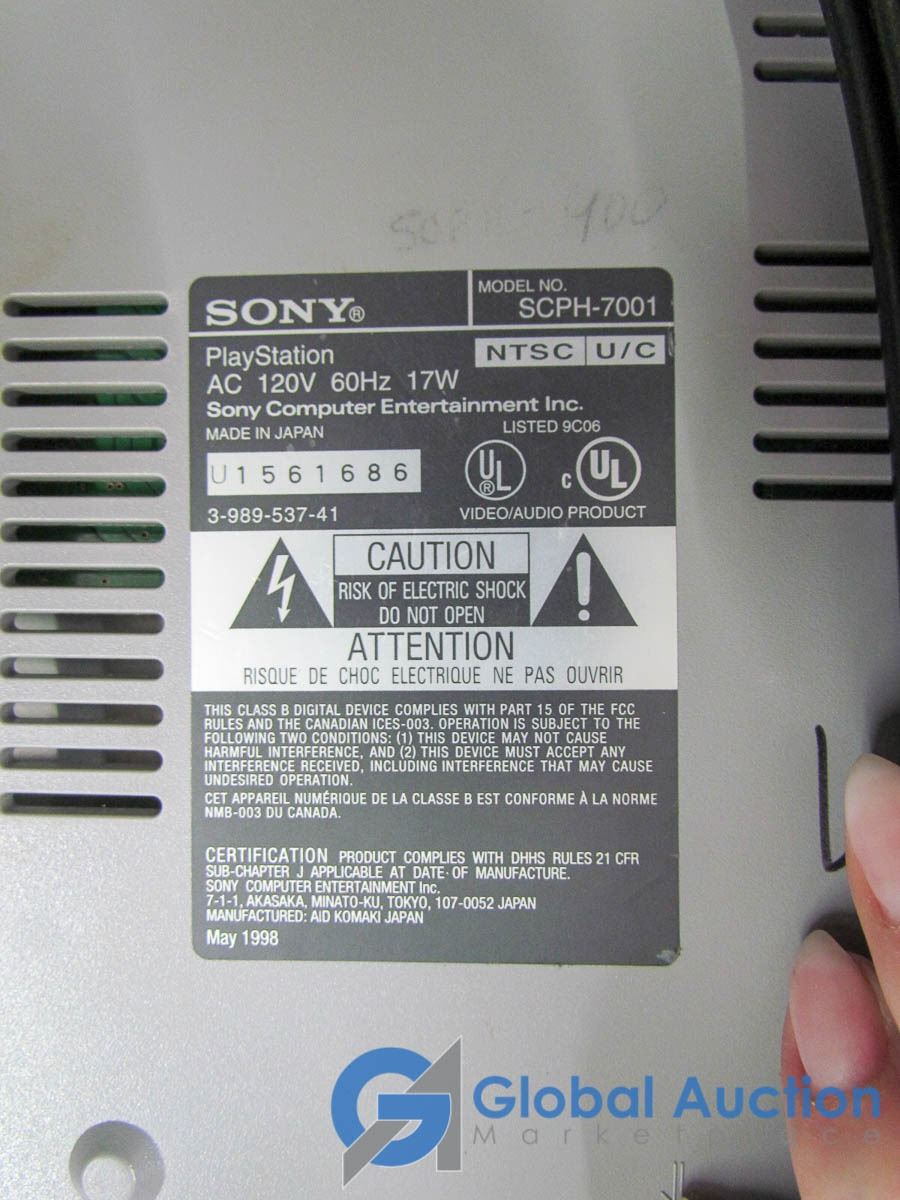 400
SONY®
MODEL NO.
SCPH-7001
PlayStation
NTSC U/C
AC 120V 60Hz 17W
Sony Computer Entertainment Inc.
MADE IN JAPAN
LISTED 9C06
U1561686
UL®
c UL
3-989-537-41
VIDEO/AUDIO PRODUCT
CAUTION
RISK OF ELECTRIC SHOCK
DO NOT OPEN
ATTENTION
RISQUE DE CHOC ELECTRIQUE NE PAS OUVRIR
THIS CLASS B DIGITAL DEVICE COMPLIES WITH PART 15 OF THE FCC
RULES AND THE CANADIAN ICES-003. OPERATION IS SUBJECT TO THE
FOLLOWING TWO CONDITIONS: (1) THIS DEVICE MAY NOT CAUSE
HARMFUL INTERFERENCE, AND (2) THIS DEVICE MUST ACCEPT ANY
INTERFERENCE RECEIVED, INCLUDING INTERFERENCE THAT MAY CAUSE
UNDESIRED OPERATION.
CET APPAREIL NUMÉRIQUE DE LA CLASSE B EST CONFORME À LA NORME
NMB-003 DU CANADA.
CERTIFICATION PRODUCT COMPLIES WITH DHHS RULES 21 CFR
SUB-CHAPTER J APPLICABLE AT DATE OF MANUFACTURE.
SONY COMPUTER ENTERTAINMENT Inc.
7-1-1, AKASAKA, MINATO-KU, TOKYO, 107-0052 JAPAN
MANUFACTURED: AID KOMAKI JAPAN
May 1998
GA Global Auction
Marketplace